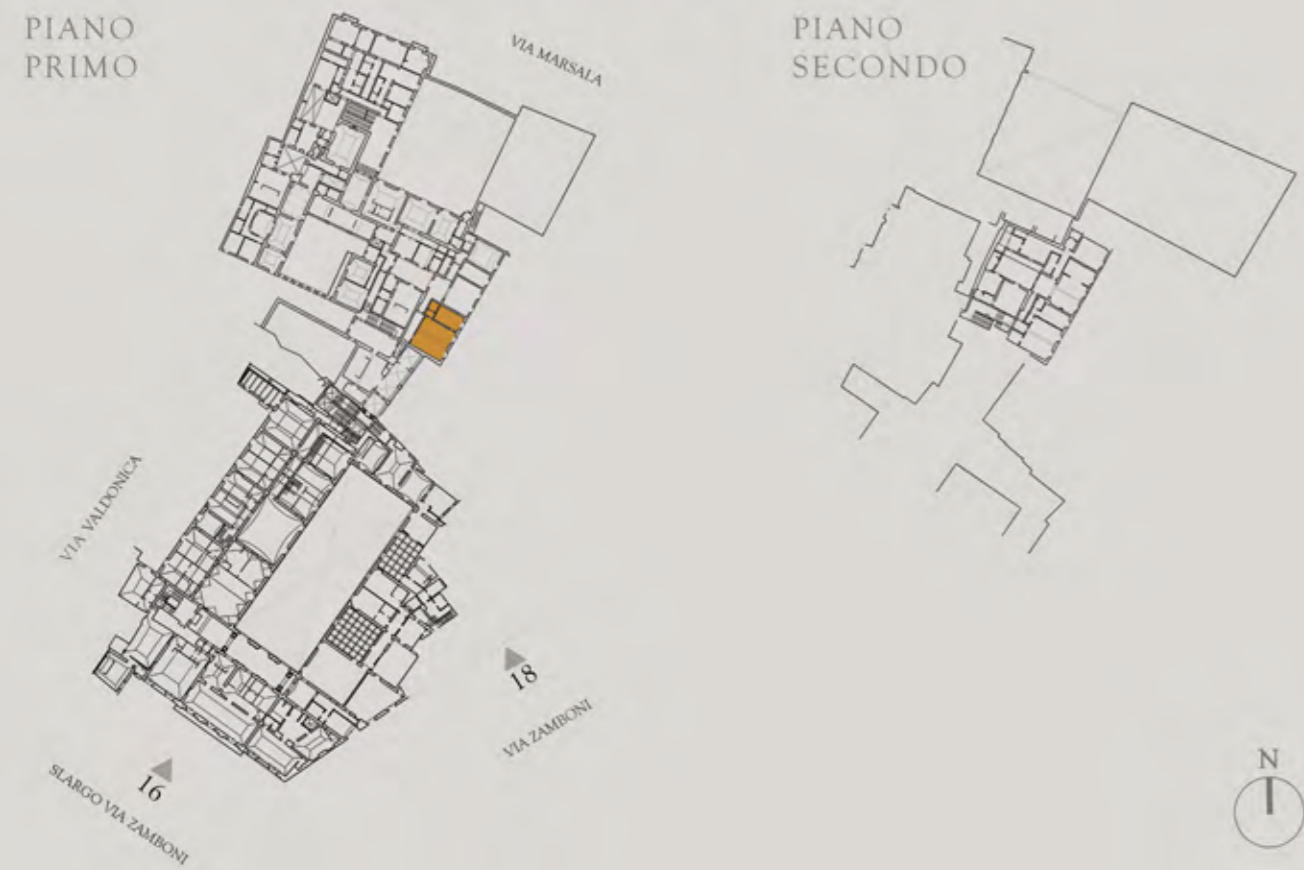 PIANO
PRIMO
VIA MARSALA
PIANO
SECONDO
VIA VALDONICA
18
VIA ZAMBONI
16
SLARGO VIA ZAMBONI
N